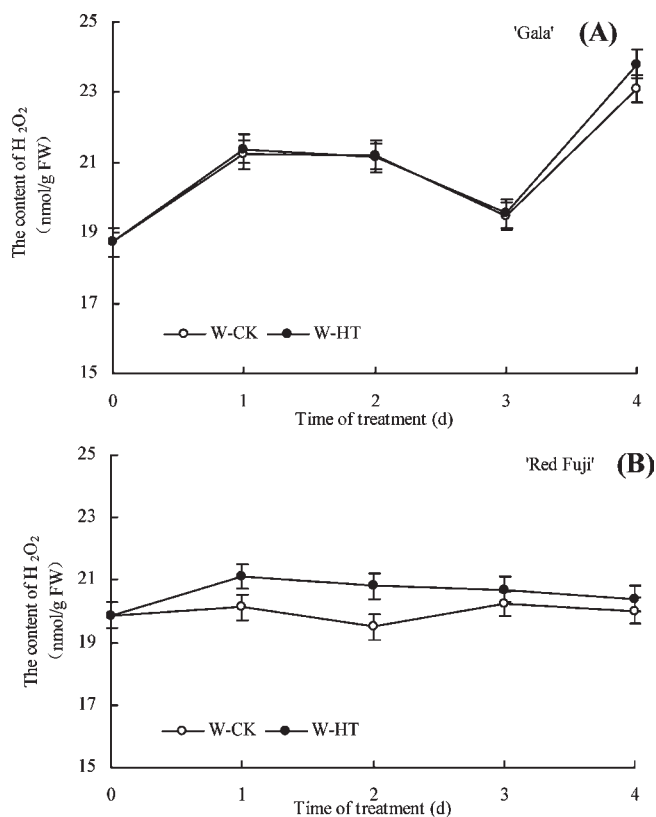 25
'Gala' (A)
23
21
19
17
15
The content of H₂O₂
(nmol/g FW)
W-CK W-HT
0 1 2 3 4
Time of treatment (d)
25
'Red Fuji' (B)
23
21
19
17
15
The content of H₂O₂
(nmol/g FW)
W-CK W-HT
0 1 2 3 4
Time of treatment (d)